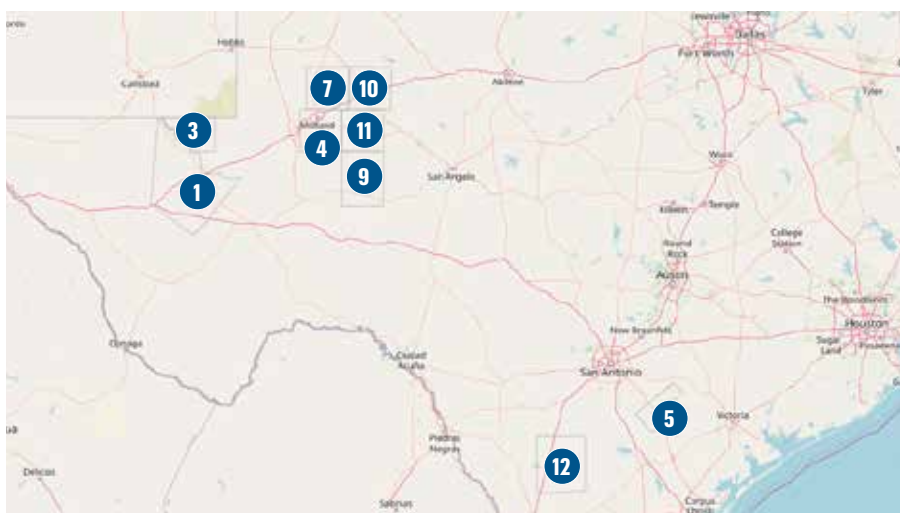 Lewisville
Dallas
Fort Worth
Hobbs
Carlsbad
Abilene
Tyler
7
10
Midland
3
11
4
Waco
9
San Angelo
1
Killeen
Temple
College
Station
Round
Rock
Austin
The Woodlands
Houston
New Braunfels
Sugar
Land
Ojinaga
Ciudad
Acuña
San Antonio
5
Victoria
Piedras
Negras
12
Delicias
Sabinas
Corpus
Christi